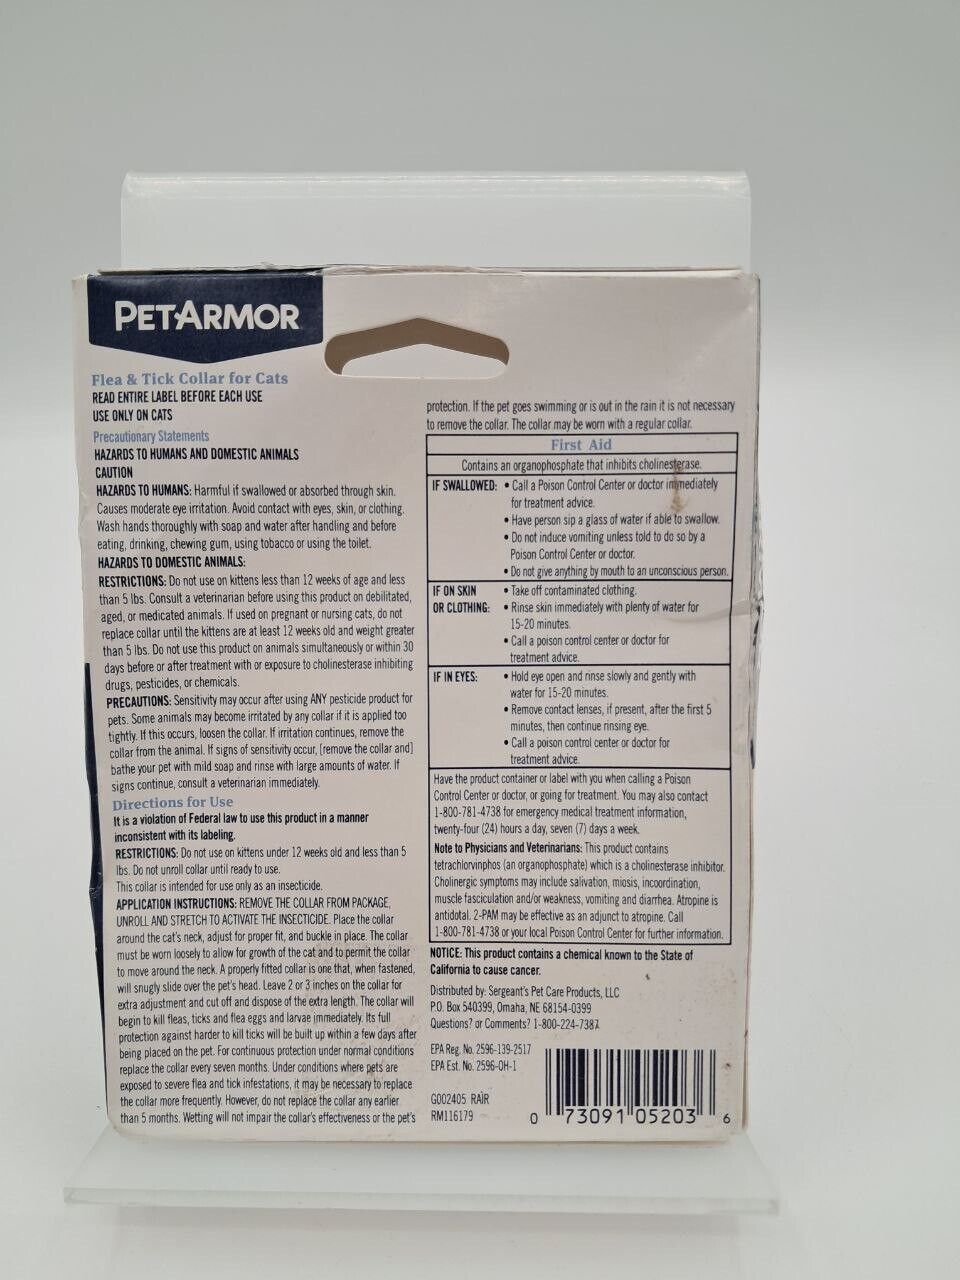 PETARMOR
Flea & Tick Collar for Cats
READ ENTIRE LABEL BEFORE EACH USE
USE ONLY ON CATS
Precautionary Statements
HAZARDS TO HUMANS AND DOMESTIC ANIMALS
CAUTION
HAZARDS TO HUMANS: Harmful if swallowed or absorbed through skin.
Causes moderate eye irritation. Avoid contact with eyes, skin, or clothing.
Wash hands thoroughly with soap and water after handling and before
eating, drinking, chewing gum, using tobacco or using the toilet.
HAZARDS TO DOMESTIC ANIMALS:
RESTRICTIONS: Do not use on kittens less than 12 weeks of age and less
than 5 lbs. Consult a veterinarian before using this product on debilitated,
aged, or medicated animals. If used on pregnant or nursing cats, do not
replace collar until the kittens are at least 12 weeks old and weight greater
than 5 lbs. Do not use this product on animals simultaneously or within 30
days before or after treatment with or exposure to cholinesterase inhibiting
drugs, pesticides, or chemicals.
PRECAUTIONS: Sensitivity may occur after using ANY pesticide product for
pets. Some animals may become irritated by any collar if it is applied too
tightly. If this occurs, loosen the collar. If irritation continues, remove the
collar from the animal. If signs of sensitivity occur, [remove the collar and]
bathe your pet with mild soap and rinse with large amounts of water. If
signs continue, consult a veterinarian immediately.
Directions for Use
It is a violation of Federal law to use this product in a manner
inconsistent with its labeling.
RESTRICTIONS: Do not use on kittens under 12 weeks old and less than 5
lbs. Do not unroll collar until ready to use.
This collar is intended for use only as an insecticide.
APPLICATION INSTRUCTIONS: REMOVE THE COLLAR FROM PACKAGE,
UNROLL AND STRETCH TO ACTIVATE THE INSECTICIDE. Place the collar
around the cat's neck, adjust for proper fit, and buckle in place. The collar
must be worn loosely to allow for growth of the cat and to permit the collar
to move around the neck. A properly fitted collar is one that, when fastened,
will snugly slide over the pet's head. Leave 2 or 3 inches on the collar for
extra adjustment and cut off and dispose of the extra length. The collar will
begin to kill fleas, ticks and flea eggs and larvae immediately. Its full
protection against harder to kill ticks will be built up within a few days after
being placed on the pet. For continuous protection under normal conditions
replace the collar every seven months. Under conditions where pets are
exposed to severe flea and tick infestations, it may be necessary to replace
the collar more frequently. However, do not replace the collar any earlier
than 5 months. Wetting will not impair the collar's effectiveness or the pet's
protection. If the pet goes swimming or is out in the rain it is not necessary
to remove the collar. The collar may be worn with a regular collar.
First Aid
Contains an organophosphate that inhibits cholinesterase.
IF SWALLOWED: • Call a Poison Control Center or doctor immediately
for treatment advice.
• Have person sip a glass of water if able to swallow.
• Do not induce vomiting unless told to do so by a
Poison Control Center or doctor.
• Do not give anything by mouth to an unconscious person.
IF ON SKIN • Take off contaminated clothing.
OR CLOTHING: • Rinse skin immediately with plenty of water for
15-20 minutes.
• Call a poison control center or doctor for
treatment advice.
IF IN EYES: • Hold eye open and rinse slowly and gently with
water for 15-20 minutes.
• Remove contact lenses, if present, after the first 5
minutes, then continue rinsing eye.
• Call a poison control center or doctor for
treatment advice.
Have the product container or label with you when calling a Poison
Control Center or doctor, or going for treatment. You may also contact
1-800-781-4738 for emergency medical treatment information,
twenty-four (24) hours a day, seven (7) days a week.
Note to Physicians and Veterinarians: This product contains
tetrachlorvinphos (an organophosphate) which is a cholinesterase inhibitor.
Cholinergic symptoms may include salivation, miosis, incoordination,
muscle fasciculation and/or weakness, vomiting and diarrhea. Atropine is
antidotal. 2-PAM may be effective as an adjunct to atropine. Call
1-800-781-4738 or your local Poison Control Center for further information.
NOTICE: This product contains a chemical known to the State of
California to cause cancer.
Distributed by: Sergeant's Pet Care Products, LLC
P.O. Box 540399, Omaha, NE 68154-0399
Questions? or Comments? 1-800-224-7387
EPA Reg. No. 2596-139-2517
EPA Est. No. 2596-OH-1
G002405 RAIR
RM116179
0 73091 05203 6